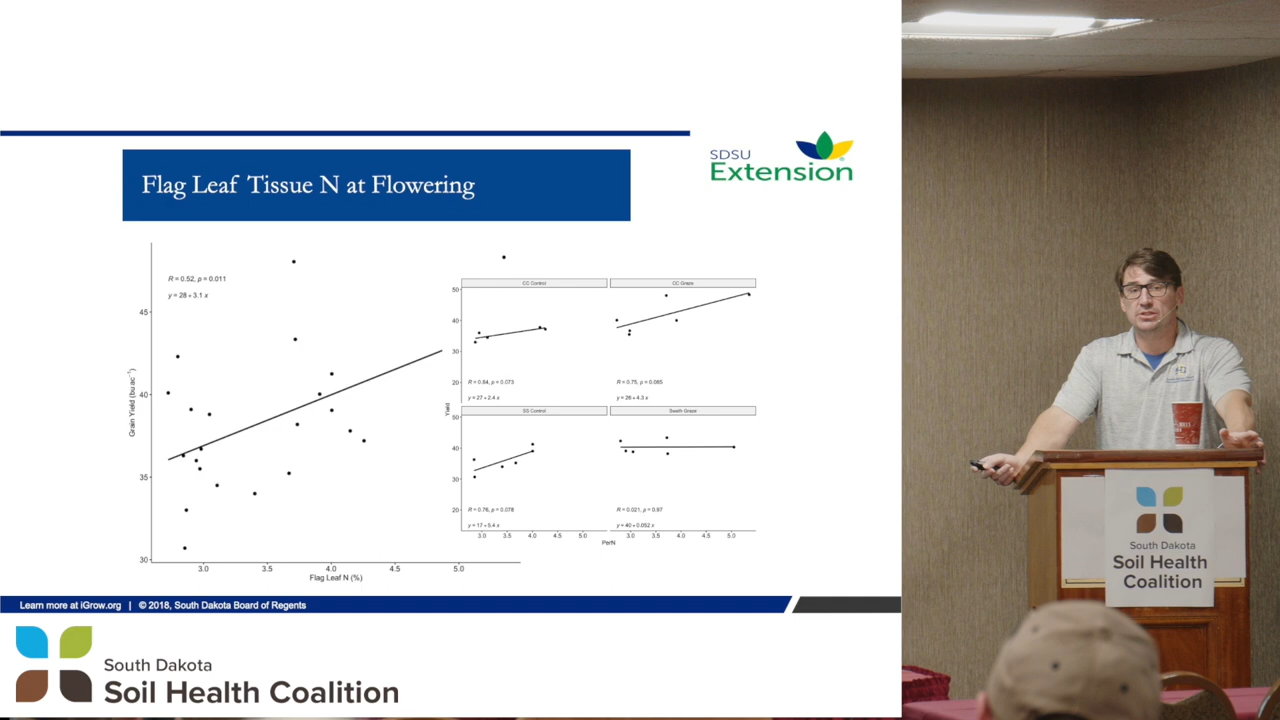 SDSU
Extension
Flag Leaf Tissue N at Flowering
R = 0.52, p = 0.011
y = 28 + 3.1 x
Grain Yield (bu ac⁻¹)
45
40
35
30
3.0 3.5 4.0 4.5 5.0
Flag Leaf N (%)
CC Control
CC Graze
50
40
30
20
R = 0.84, p = 0.073
y = 27 + 2.4 x
R = 0.75, p = 0.085
y = 26 + 4.3 x
Yield
SS Control
Swath Graze
50
40
30
20
R = 0.76, p = 0.078
y = 17 + 5.4 x
R = 0.021, p = 0.97
y = 40 + 0.052 x
3.0 3.5 4.0 4.5 5.0
3.0 3.5 4.0 4.5 5.0
PerN
Learn more at iGrow.org | © 2018, South Dakota Board of Regents
South Dakota
Soil Health Coalition
South Dakota
Soil Health
Coalition